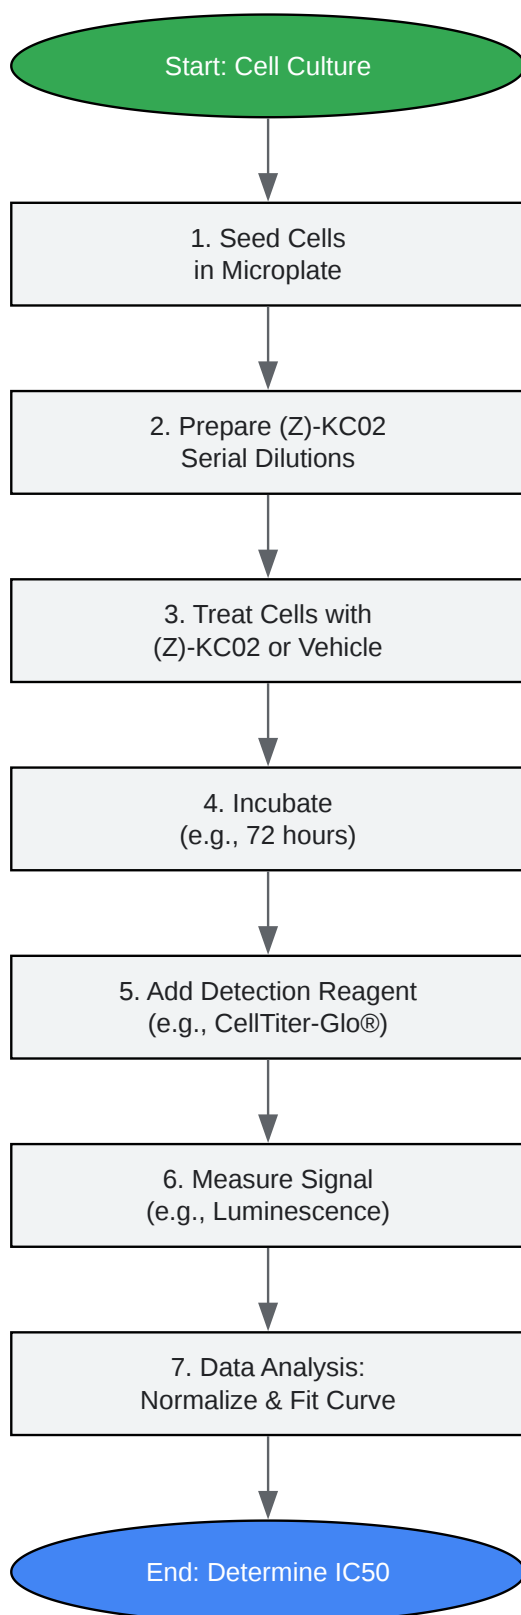 Start: Cell Culture
1. Seed Cells
in Microplate
2. Prepare (Z)-KC02
Serial Dilutions
3. Treat Cells with
(Z)-KC02 or Vehicle
4. Incubate
(e.g., 72 hours)
5. Add Detection Reagent
(e.g., CellTiter-Glo®)
6. Measure Signal
(e.g., Luminescence)
7. Data Analysis:
Normalize & Fit Curve
End: Determine IC50